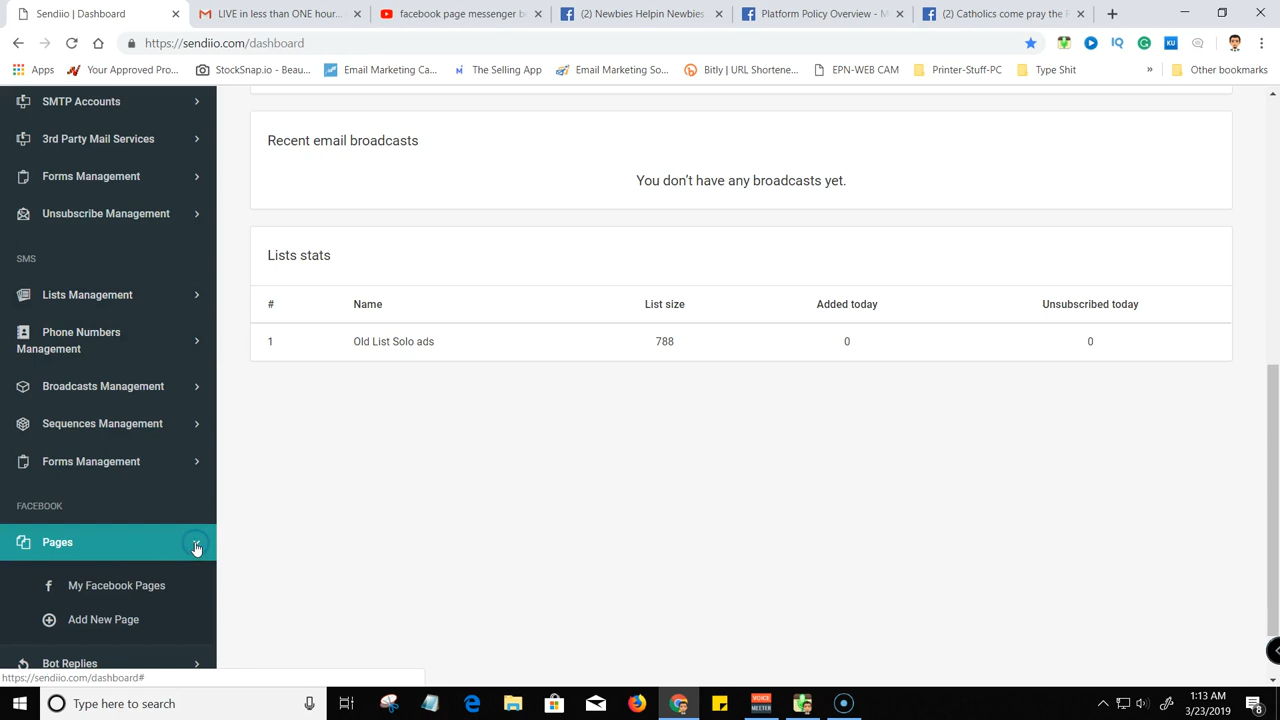 Sendiio | Dashboard
LIVE in less than ONE hour...
facebook page messenger b
(2) Newbies Helpin Newbies
Platform Policy Overview - M
(2) Catholics come pray the R
https://sendiio.com/dashboard
Apps
Your Approved Pro...
StockSnap.io - Beau...
Email Marketing Ca...
The Selling App
Email Marketing So...
Bitly | URL Shortene...
EPN-WEB CAM
Printer-Stuff-PC
Type Shit
»
Other bookmarks
SMTP Accounts
3rd Party Mail Services
Forms Management
Unsubscribe Management
SMS
Lists Management
Phone Numbers
Management
Broadcasts Management
Sequences Management
Forms Management
FACEBOOK
Pages
My Facebook Pages
Add New Page
Bot Replies
https://sendiio.com/dashboard#
Recent email broadcasts
You don't have any broadcasts yet.
Lists stats
# Name List size Added today Unsubscribed today
1 Old List Solo ads 788 0 0
Type here to search
VOICE
MEETER
1:13 AM
3/23/2019
8